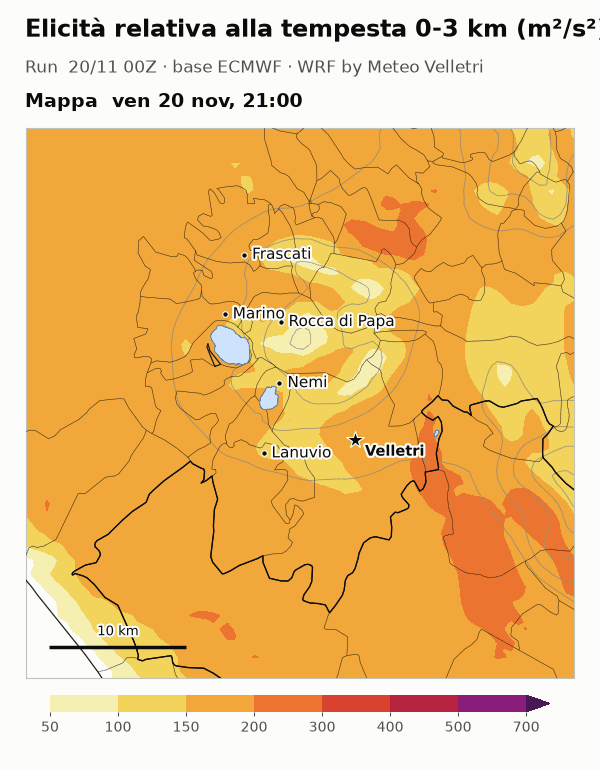 Elicità relativa alla tempesta 0-3 km (m²/s²)
Run 20/11 00Z · base ECMWF · WRF by Meteo Velletri
Mappa ven 20 nov, 21:00
Frascati
Marino
Rocca di Papa
Nemi
Velletri
Lanuvio
10 km
50 100 150 200 300 400 500 700